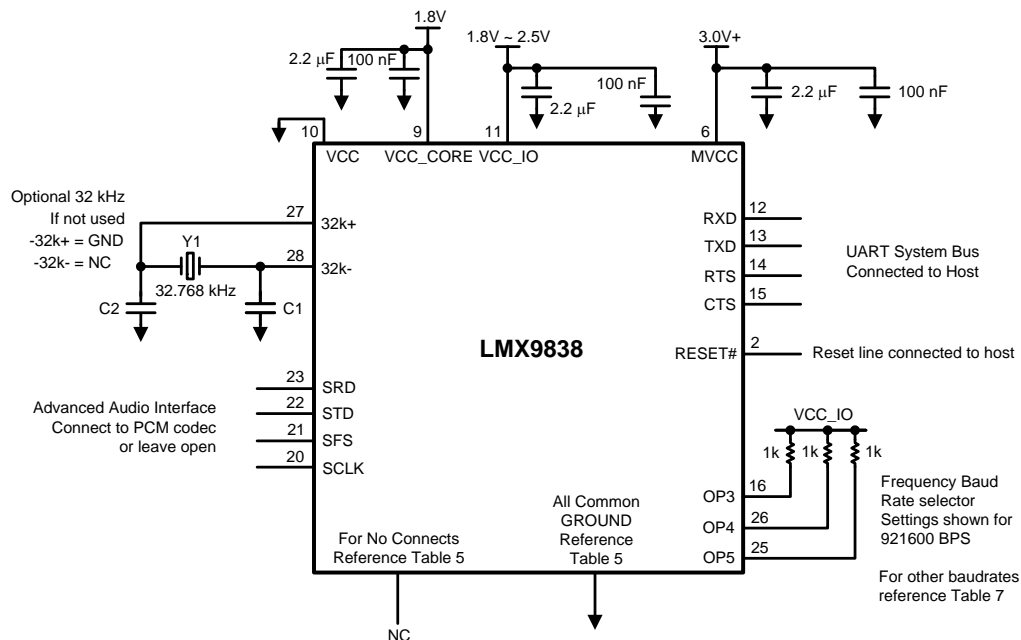 1.8V
1.8V ~ 2.5V
3.0V+
2.2 μF
100 nF
2.2 μF
100 nF
2.2 μF
100 nF
10
9
11
6
VCC
VCC_CORE
VCC_IO
MVCC
Optional 32 kHz
If not used
-32k+ = GND
-32k- = NC
27
32k+
Y1
28
32k-
32.768 kHz
C2
C1
RXD
12
TXD
13
RTS
14
CTS
15
UART System Bus
Connected to Host
LMX9838
RESET#
2
Reset line connected to host
23
SRD
22
STD
21
SFS
20
SCLK
Advanced Audio Interface
Connect to PCM codec
or leave open
VCC_IO
1k
1k
1k
OP3
16
OP4
26
OP5
25
Frequency Baud
Rate selector
Settings shown for
921600 BPS
For other baudrates
reference Table 7
For No Connects
Reference Table 5
All Common
GROUND
Reference
Table 5
NC